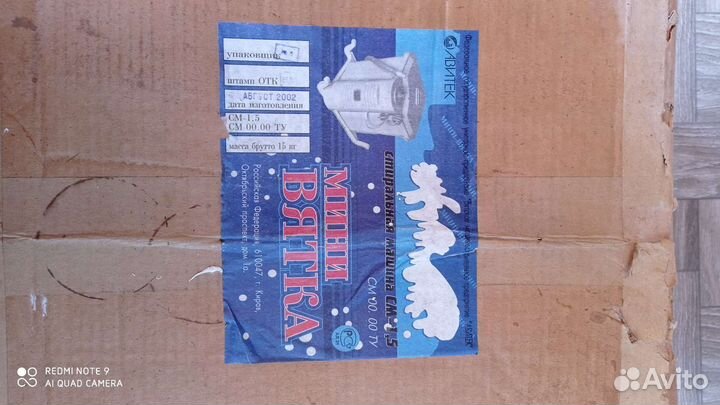 АВИТЕК
стиральная машина СМ-1,5
СМ 00. 00 ТУ
МИНИ
ВЯТКА
Российская Федерация, 610047, г. Киров,
Октябрьский проспект, дом 1а.
упаковщик
штамп ОТК
АВГУСТ 2002
дата изготовления
СМ-1,5
СМ 00.00 ТУ
масса брутто 15 кг
РСТ
REDMI NOTE 9
AI QUAD CAMERA
Avito